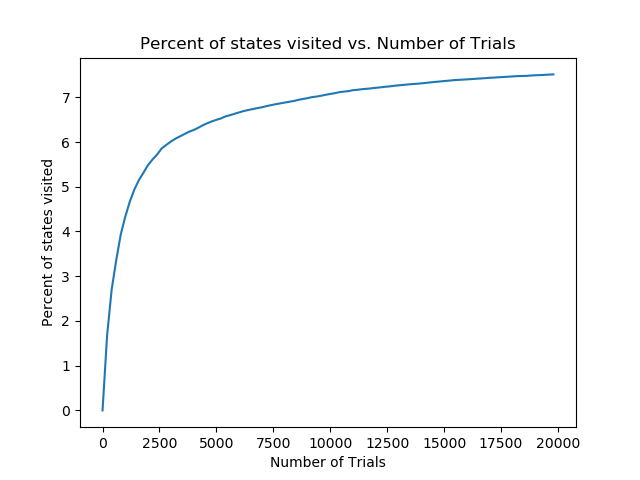 Percent of states visited vs. Number of Trials
Percent of states visited
7
6
5
4
3
2
1
0
0 2500 5000 7500 10000 12500 15000 17500 20000
Number of Trials